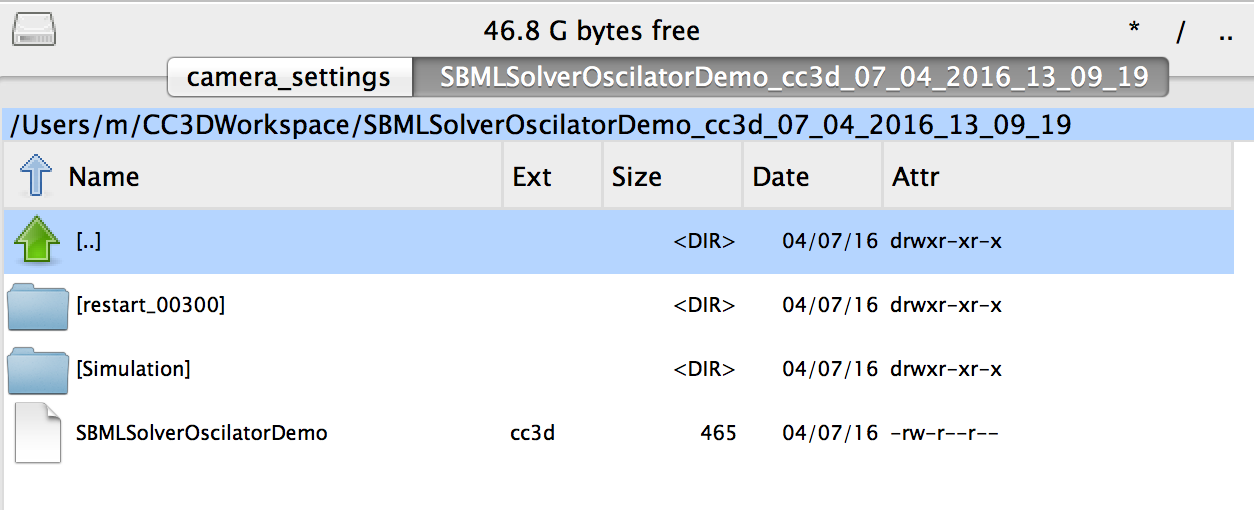 46.8 G bytes free * / ..
camera_settings SBMLSolverOscilatorDemo_cc3d_07_04_2016_13_09_19
/Users/m/CC3DWorkspace/SBMLSolverOscilatorDemo_cc3d_07_04_2016_13_09_19
Name Ext Size Date Attr
[..] <DIR> 04/07/16 drwxr-xr-x
[restart_00300] <DIR> 04/07/16 drwxr-xr-x
[Simulation] <DIR> 04/07/16 drwxr-xr-x
SBMLSolverOscilatorDemo cc3d 465 04/07/16 -rw-r--r--